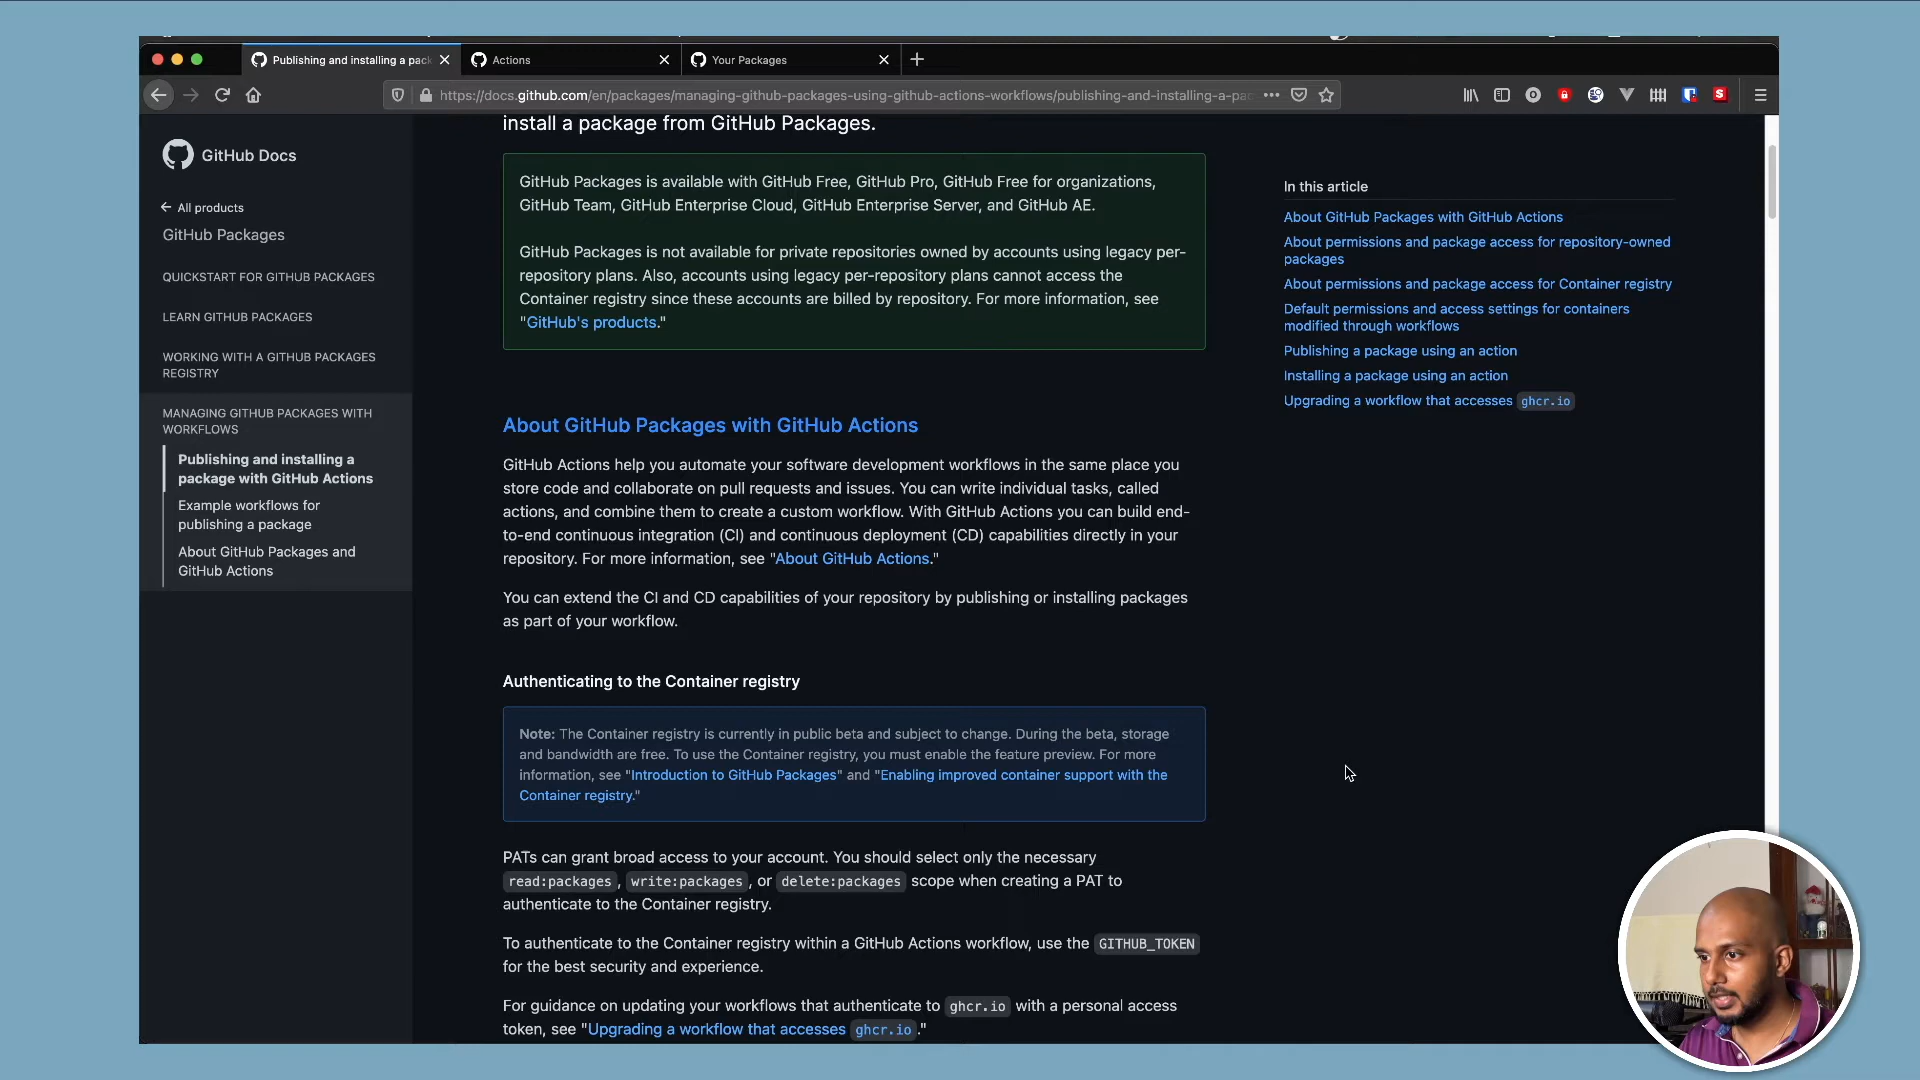 Publishing and installing a pack
Actions
Your Packages
https://docs.github.com/en/packages/managing-github-packages-using-github-actions-workflows/publishing-and-installing-a-pac
GitHub Docs
All products
GitHub Packages
QUICKSTART FOR GITHUB PACKAGES
LEARN GITHUB PACKAGES
WORKING WITH A GITHUB PACKAGES
REGISTRY
MANAGING GITHUB PACKAGES WITH
WORKFLOWS
Publishing and installing a
package with GitHub Actions
Example workflows for
publishing a package
About GitHub Packages and
GitHub Actions
install a package from GitHub Packages.
GitHub Packages is available with GitHub Free, GitHub Pro, GitHub Free for organizations,
GitHub Team, GitHub Enterprise Cloud, GitHub Enterprise Server, and GitHub AE.
GitHub Packages is not available for private repositories owned by accounts using legacy per-
repository plans. Also, accounts using legacy per-repository plans cannot access the
Container registry since these accounts are billed by repository. For more information, see
"GitHub's products."
About GitHub Packages with GitHub Actions
GitHub Actions help you automate your software development workflows in the same place you
store code and collaborate on pull requests and issues. You can write individual tasks, called
actions, and combine them to create a custom workflow. With GitHub Actions you can build end-
to-end continuous integration (CI) and continuous deployment (CD) capabilities directly in your
repository. For more information, see "About GitHub Actions."
You can extend the CI and CD capabilities of your repository by publishing or installing packages
as part of your workflow.
Authenticating to the Container registry
Note: The Container registry is currently in public beta and subject to change. During the beta, storage
and bandwidth are free. To use the Container registry, you must enable the feature preview. For more
information, see "Introduction to GitHub Packages" and "Enabling improved container support with the
Container registry."
PATs can grant broad access to your account. You should select only the necessary
read:packages, write:packages, or delete:packages scope when creating a PAT to
authenticate to the Container registry.
To authenticate to the Container registry within a GitHub Actions workflow, use the GITHUB_TOKEN
for the best security and experience.
For guidance on updating your workflows that authenticate to ghcr.io with a personal access
token, see "Upgrading a workflow that accesses ghcr.io."
In this article
About GitHub Packages with GitHub Actions
About permissions and package access for repository-owned
packages
About permissions and package access for Container registry
Default permissions and access settings for containers
modified through workflows
Publishing a package using an action
Installing a package using an action
Upgrading a workflow that accesses ghcr.io